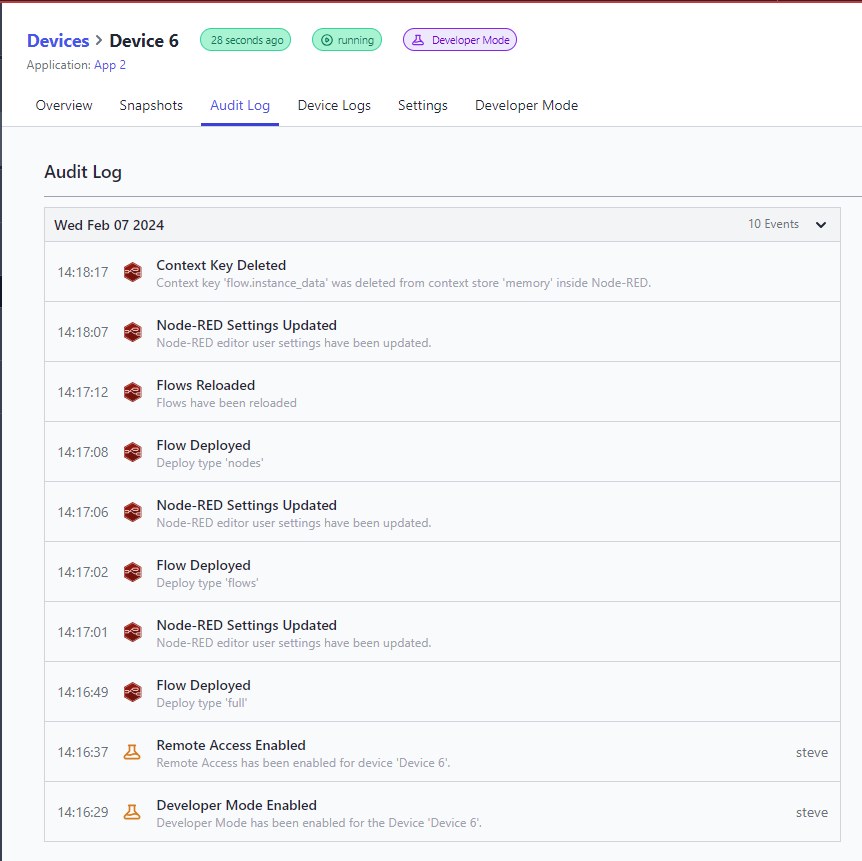 Devices > Device 6 28 seconds ago running Developer Mode
Application: App 2
Overview Snapshots Audit Log Device Logs Settings Developer Mode
Audit Log
Wed Feb 07 2024 10 Events
14:18:17 Context Key Deleted
Context key 'flow.instance_data' was deleted from context store 'memory' inside Node-RED.
14:18:07 Node-RED Settings Updated
Node-RED editor user settings have been updated.
14:17:12 Flows Reloaded
Flows have been reloaded
14:17:08 Flow Deployed
Deploy type 'nodes'
14:17:06 Node-RED Settings Updated
Node-RED editor user settings have been updated.
14:17:02 Flow Deployed
Deploy type 'flows'
14:17:01 Node-RED Settings Updated
Node-RED editor user settings have been updated.
14:16:49 Flow Deployed
Deploy type 'full'
14:16:37 Remote Access Enabled steve
Remote Access has been enabled for device 'Device 6'.
14:16:29 Developer Mode Enabled steve
Developer Mode has been enabled for the Device 'Device 6'.